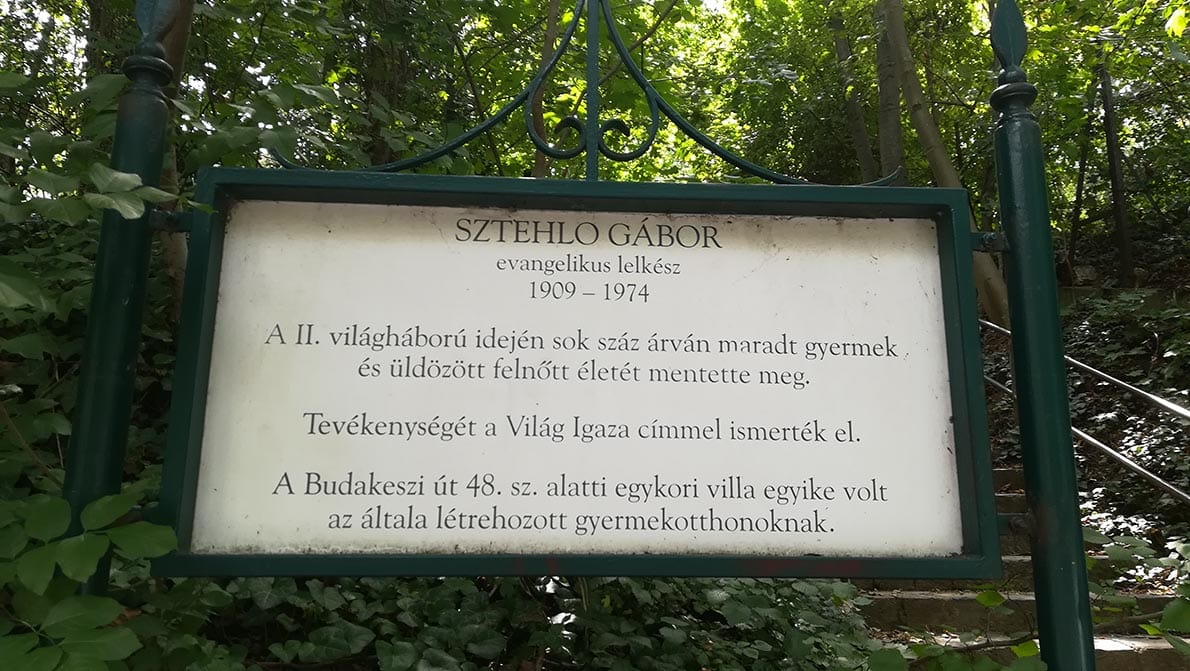 SZTEHLO GÁBOR
evangelikus lelkész
1909 – 1974
A II. világháború idején sok száz árván maradt gyermek
és üldözött felnőtt életét mentette meg.
Tevékenységét a Világ Igaza címmel ismerték el.
A Budakeszi út 48. sz. alatti egykori villa egyike volt
az általa létrehozott gyermekotthonoknak.